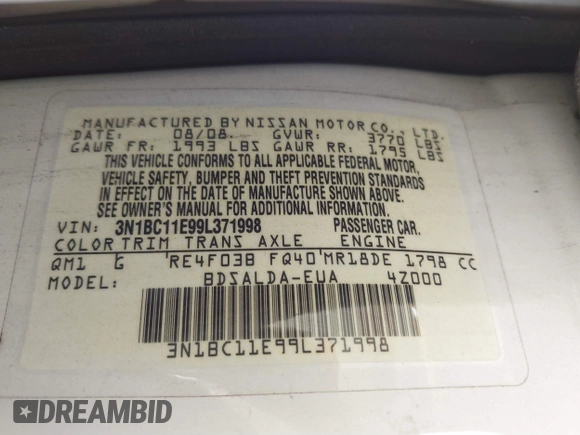 MANUFACTURED BY NISSAN MOTOR CO., LTD.
DATE: 08/08 GVWR: 3770 LBS
GAWR FR: 1993 LBS GAWR RR: 1795 LBS
THIS VEHICLE CONFORMS TO ALL APPLICABLE FEDERAL MOTOR
VEHICLE SAFETY, BUMPER AND THEFT PREVENTION STANDARDS
IN EFFECT ON THE DATE OF MANUFACTURE SHOWN ABOVE.
SEE OWNER'S MANUAL FOR ADDITIONAL INFORMATION.
VIN: 3N1BC11E99L371998 PASSENGER CAR.
COLOR TRIM TRANS AXLE ENGINE
QM1 G RE4F03B FQ40 MR18DE 1798 CC
MODEL: BDSALDA-EUA 4Z000
3N1BC11E99L371998
DREAMBID